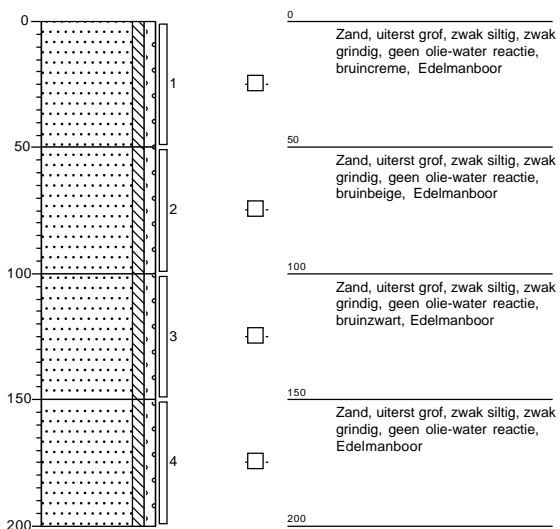 0
0
Zand, uiterst grof, zwak siltig, zwak
grindig, geen olie-water reactie,
bruincreme, Edelmanboor
1
50
50
Zand, uiterst grof, zwak siltig, zwak
grindig, geen olie-water reactie,
bruinbeige, Edelmanboor
2
100
100
Zand, uiterst grof, zwak siltig, zwak
grindig, geen olie-water reactie,
bruinzwart, Edelmanboor
3
150
150
Zand, uiterst grof, zwak siltig, zwak
grindig, geen olie-water reactie,
Edelmanboor
4
200
200